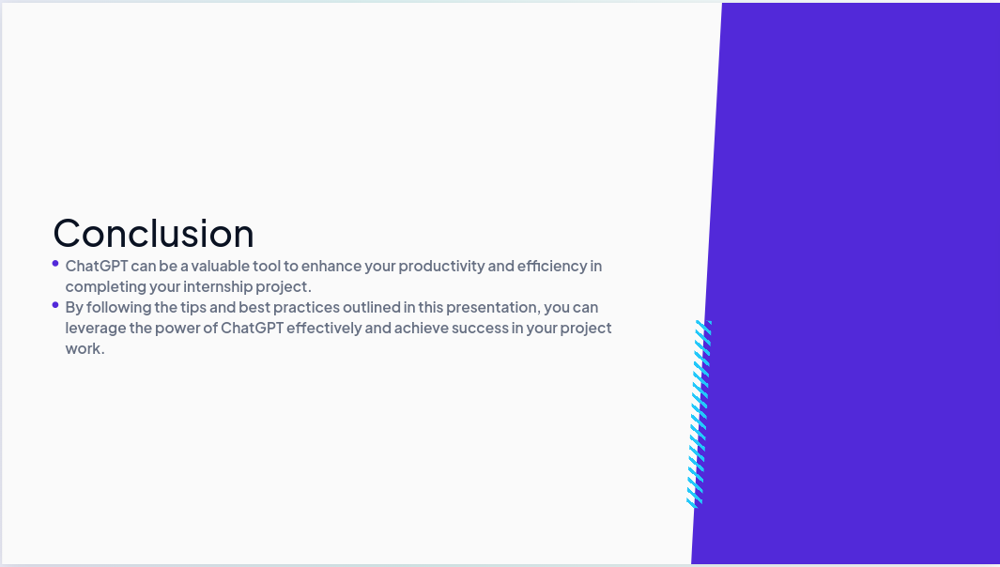 Conclusion
ChatGPT can be a valuable tool to enhance your productivity and efficiency in
completing your internship project.
By following the tips and best practices outlined in this presentation, you can
leverage the power of ChatGPT effectively and achieve success in your project
work.